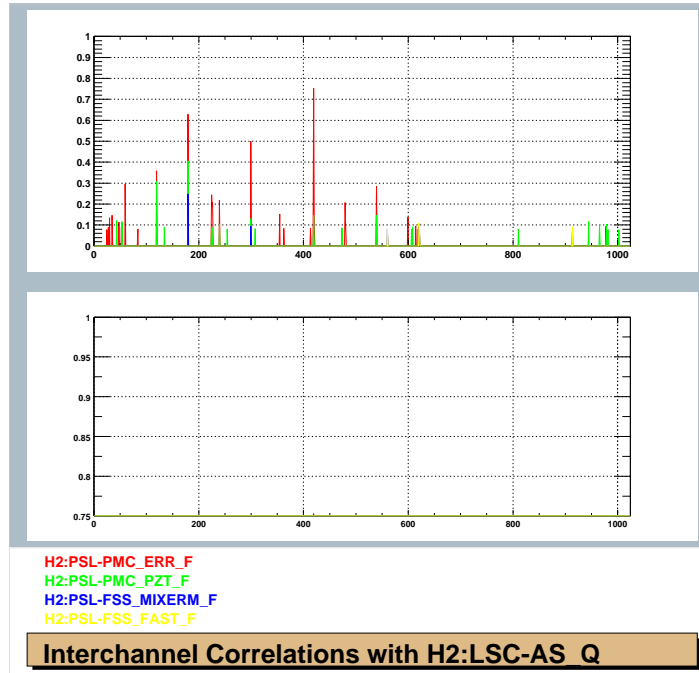 1
0.9
0.8
0.7
0.6
0.5
0.4
0.3
0.2
0.1
0
0 200 400 600 800 1000
1
0.95
0.9
0.85
0.8
0.75
0 200 400 600 800 1000
H2:PSL-PMC_ERR_F
H2:PSL-PMC_PZT_F
H2:PSL-FSS_MIXERM_F
H2:PSL-FSS_FAST_F
Interchannel Correlations with H2:LSC-AS_Q